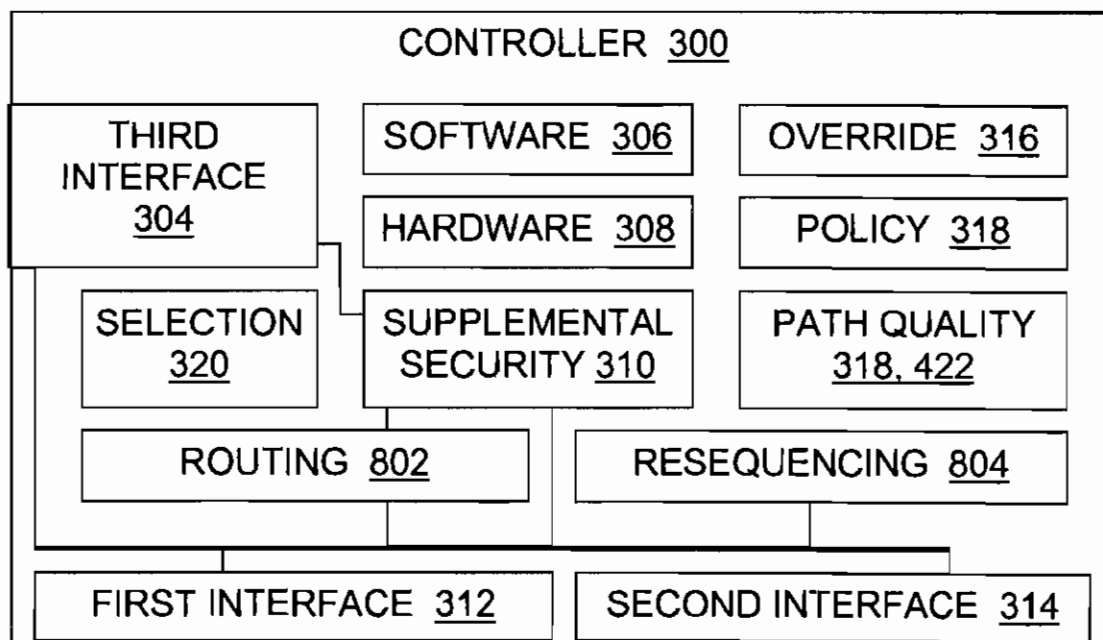 CONTROLLER 300
THIRD
INTERFACE
304
SOFTWARE 306
OVERRIDE 316
HARDWARE 308
POLICY 318
SELECTION
320
SUPPLEMENTAL
SECURITY 310
PATH QUALITY
318, 422
ROUTING 802
RESEQUENCING 804
FIRST INTERFACE 312
SECOND INTERFACE 314